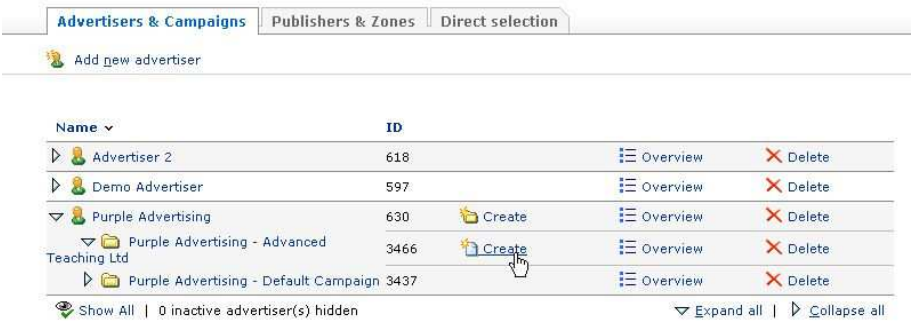 Advertisers & Campaigns Publishers & Zones Direct selection
Add new advertiser
Name ID
Advertiser 2 618 Overview Delete
Demo Advertiser 597 Overview Delete
Purple Advertising 630 Create Overview Delete
Purple Advertising - Advanced
Teaching Ltd 3466 Create Overview Delete
Purple Advertising - Default Campaign 3437 Overview Delete
Show All | 0 inactive advertiser(s) hidden Expand all | Collapse all